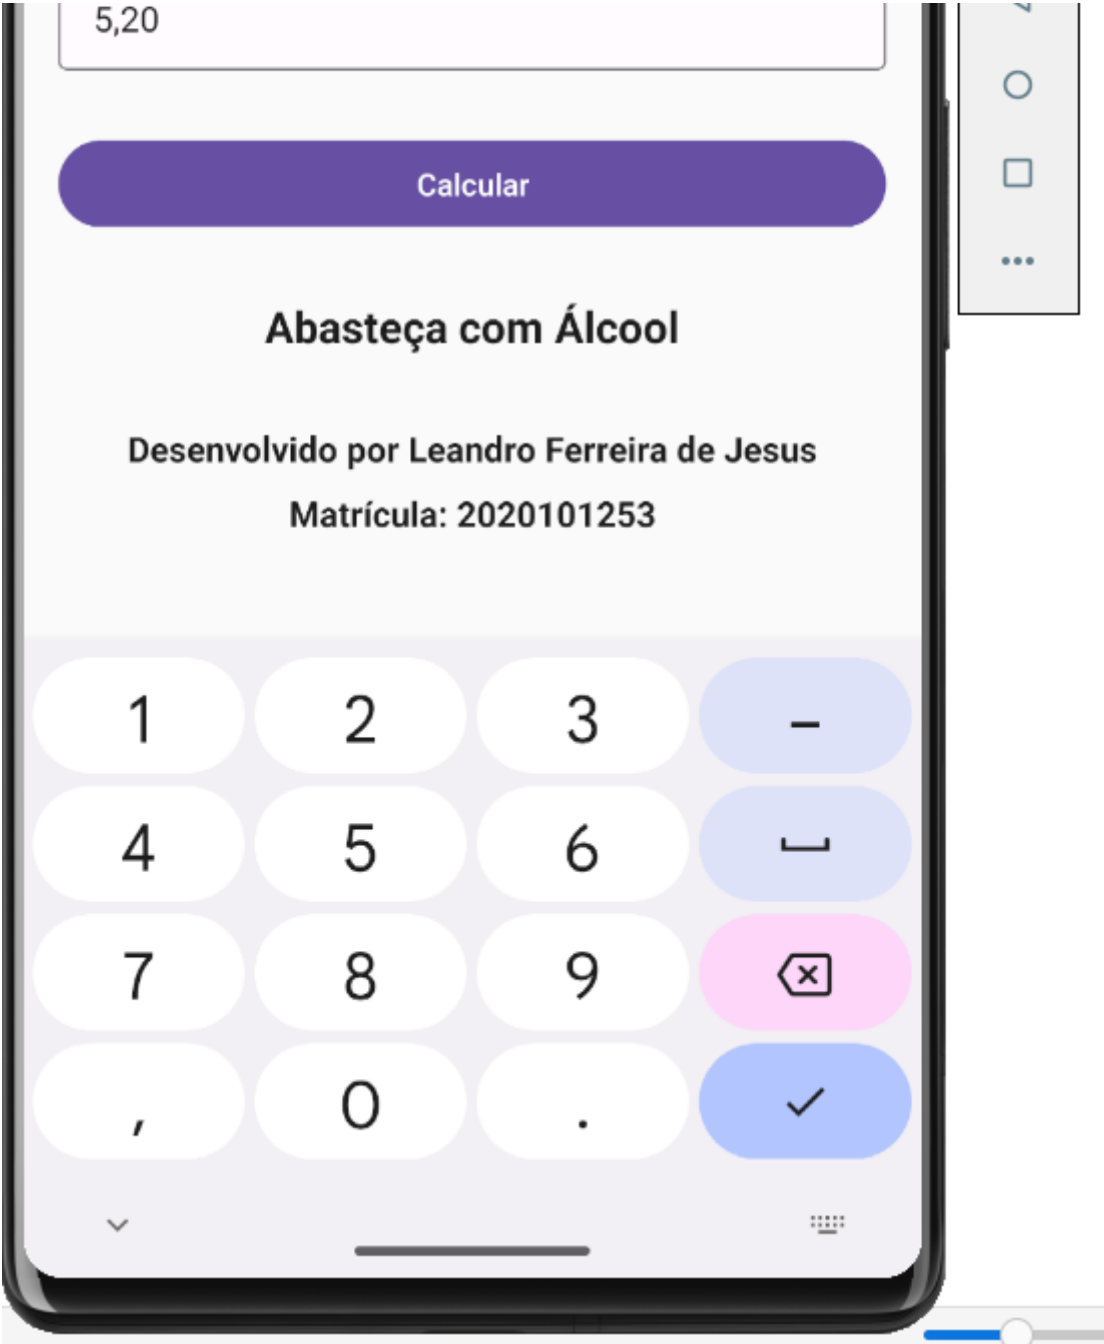 5,20
Calcular
Abasteça com Álcool
Desenvolvido por Leandro Ferreira de Jesus
Matrícula: 2020101253
1 2 3 –
4 5 6
7 8 9
, 0 .